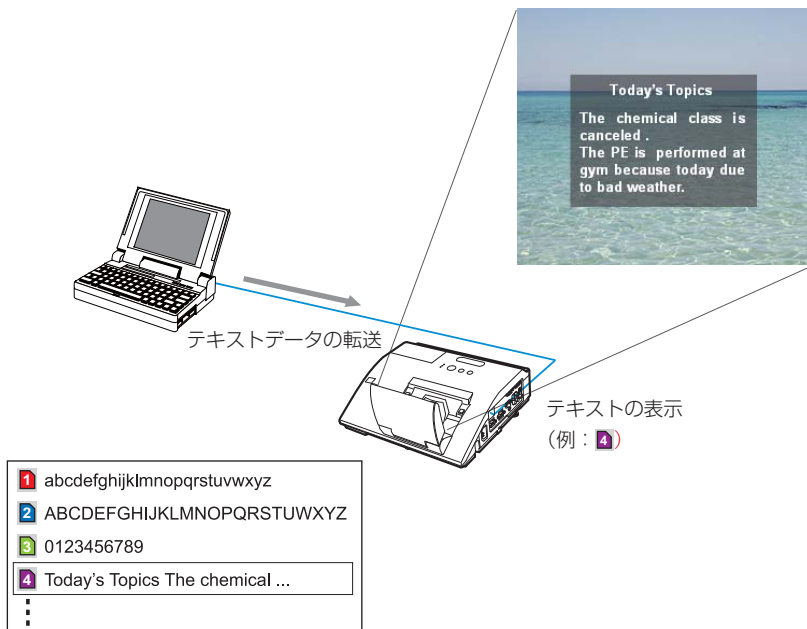 Today's Topics
The chemical class is
canceled .
The PE is performed at
gym because today due
to bad weather.
テキストデータの転送
テキストの表示
(例：4)
1 abcdefghijklmnopqrstuvwxyz
2 ABCDEFGHIJKLMNOPQRSTUWXYZ
3 0123456789
4 Today’s Topics The chemical ...